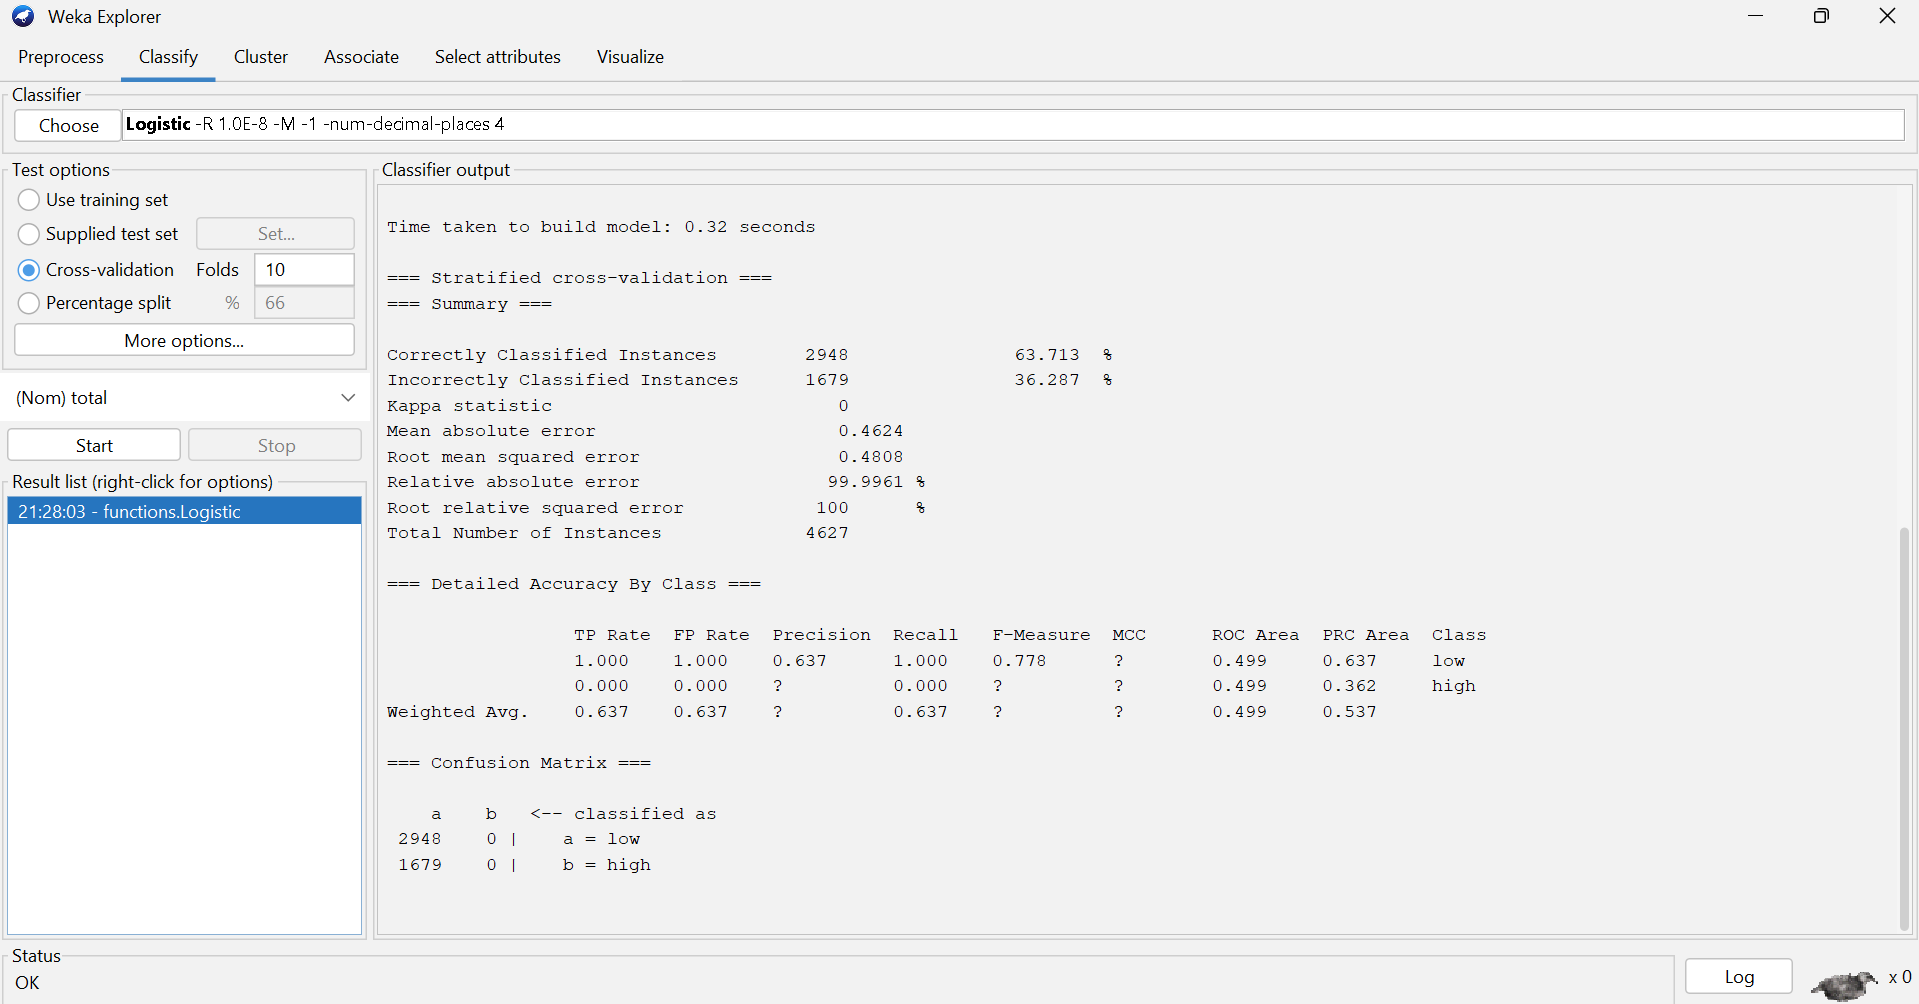 Weka Explorer
Preprocess Classify Cluster Associate Select attributes Visualize
Classifier
Choose Logistic -R 1.0E-8 -M -1 -num-decimal-places 4
Test options
Use training set
Supplied test set Set...
Cross-validation Folds 10
Percentage split % 66
More options...
(Nom) total
Start Stop
Result list (right-click for options)
21:28:03 - functions.Logistic
Classifier output
Time taken to build model: 0.32 seconds
=== Stratified cross-validation ===
=== Summary ===
Correctly Classified Instances 2948 63.713 %
Incorrectly Classified Instances 1679 36.287 %
Kappa statistic 0
Mean absolute error 0.4624
Root mean squared error 0.4808
Relative absolute error 99.9961 %
Root relative squared error 100 %
Total Number of Instances 4627
=== Detailed Accuracy By Class ===
TP Rate FP Rate Precision Recall F-Measure MCC ROC Area PRC Area Class
1.000 1.000 0.637 1.000 0.778 ? 0.499 0.637 low
0.000 0.000 ? 0.000 ? ? 0.499 0.362 high
Weighted Avg. 0.637 0.637 ? 0.637 ? ? 0.499 0.537
=== Confusion Matrix ===
a b <-- classified as
2948 0 | a = low
1679 0 | b = high
Status
OK
Log x 0